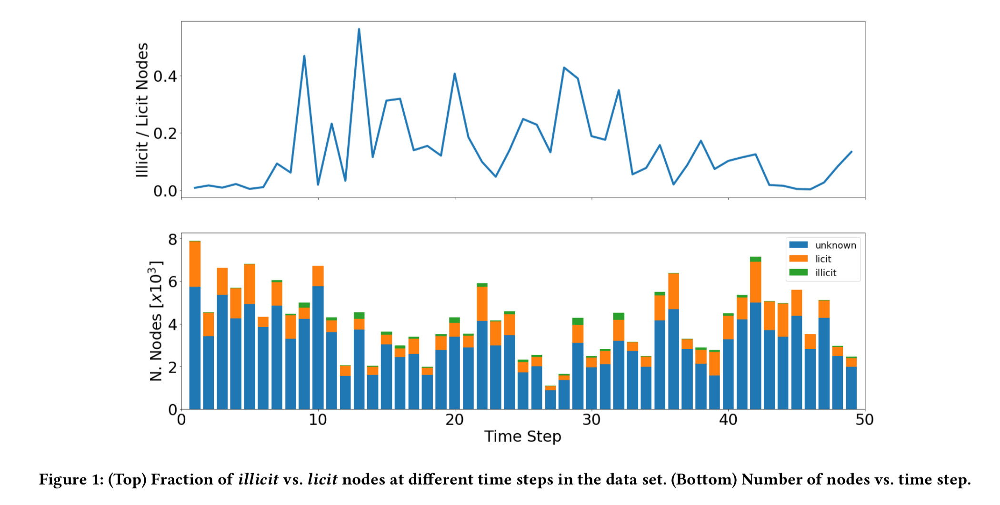 Illicit / Licit Nodes
0.4
0.2
0.0
N. Nodes [x10³]
8
6
4
2
0
unknown
licit
illicit
0 10 20 30 40 50
Time Step
Figure 1: (Top) Fraction of illicit vs. licit nodes at different time steps in the data set. (Bottom) Number of nodes vs. time step.